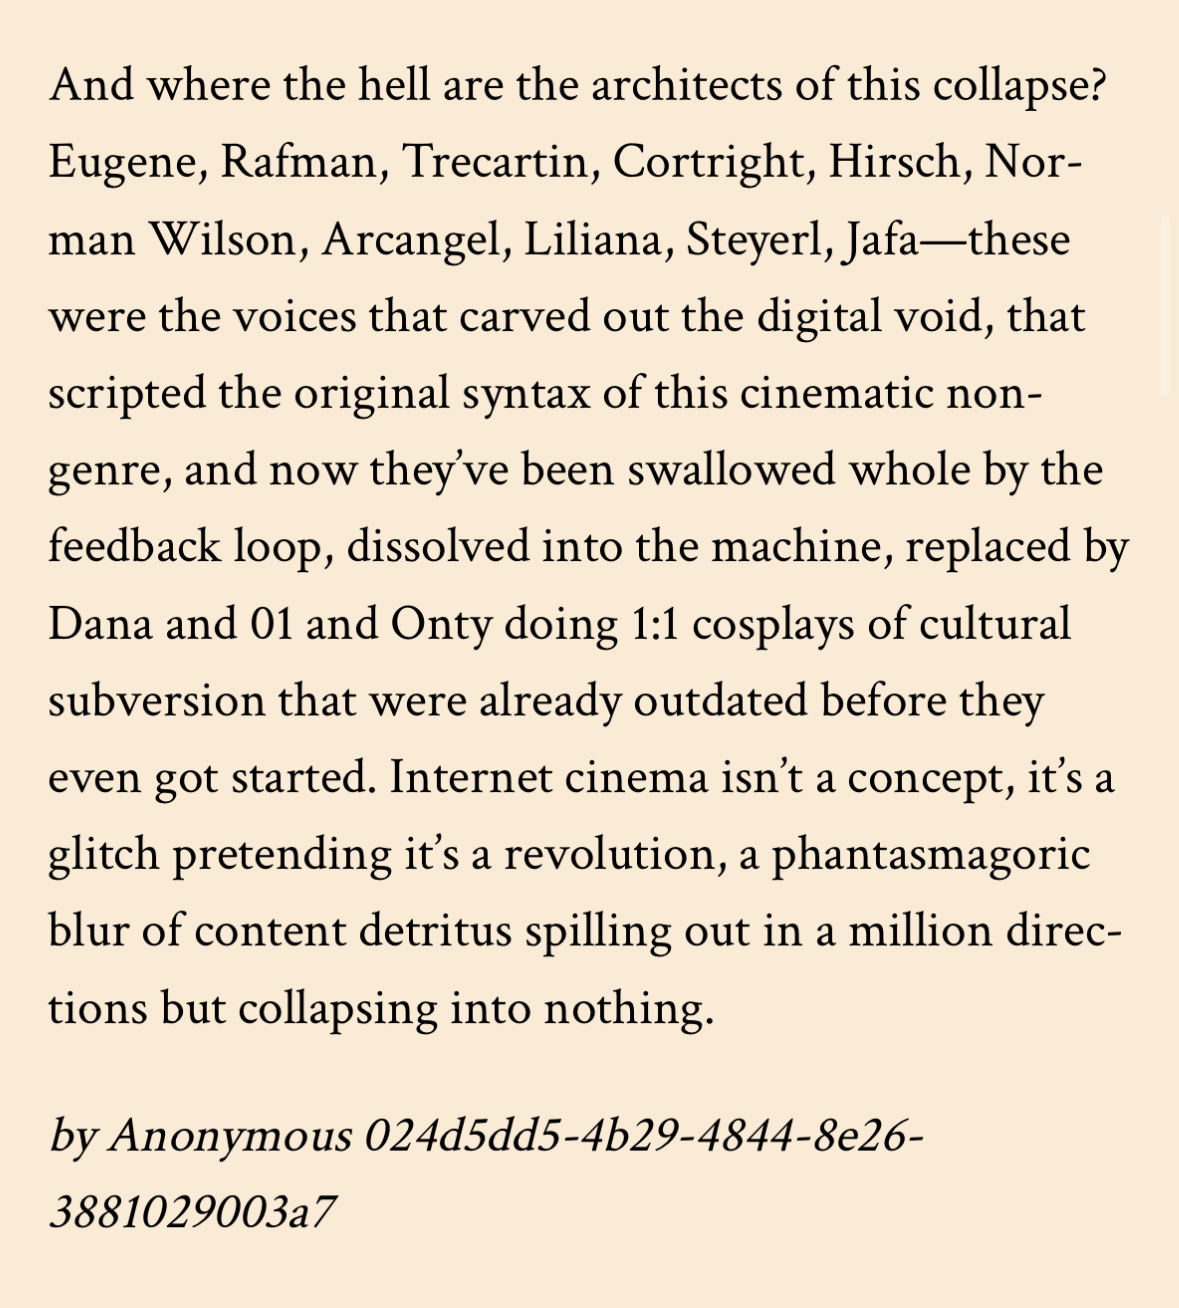 And where the hell are the architects of this collapse?
Eugene, Rafman, Trecartin, Cortright, Hirsch, Nor-
man Wilson, Arcangel, Liliana, Steyerl, Jafa—these
were the voices that carved out the digital void, that
scripted the original syntax of this cinematic non-
genre, and now they’ve been swallowed whole by the
feedback loop, dissolved into the machine, replaced by
Dana and 01 and Onty doing 1:1 cosplays of cultural
subversion that were already outdated before they
even got started. Internet cinema isn’t a concept, it’s a
glitch pretending it’s a revolution, a phantasmagoric
blur of content detritus spilling out in a million direc-
tions but collapsing into nothing.
by Anonymous 024d5dd5-4b29-4844-8e26-
3881029003a7